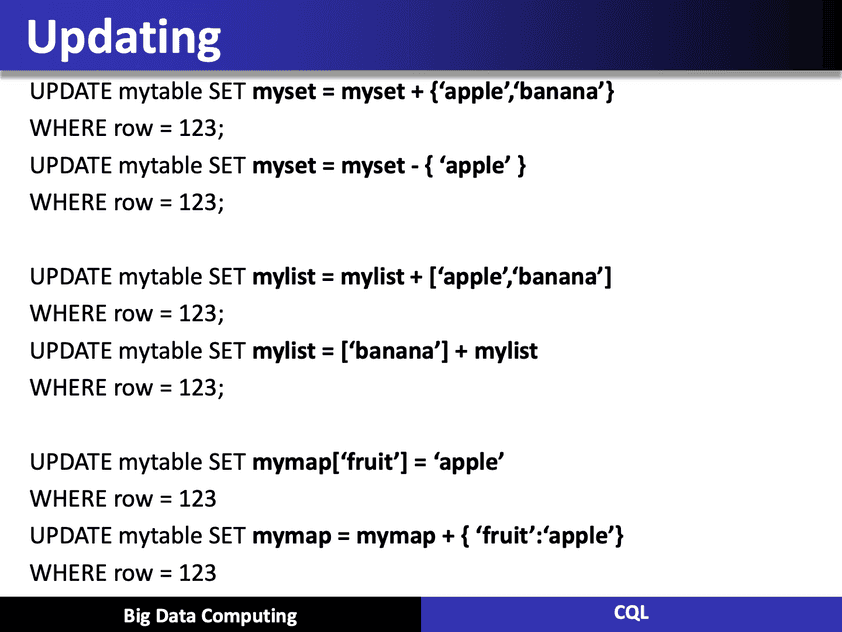 Updating
UPDATE mytable SET myset = myset + {‘apple’,‘banana’}
WHERE row = 123;
UPDATE mytable SET myset = myset - { ‘apple’ }
WHERE row = 123;
UPDATE mytable SET mylist = mylist + [‘apple’,‘banana’]
WHERE row = 123;
UPDATE mytable SET mylist = [‘banana’] + mylist
WHERE row = 123;
UPDATE mytable SET mymap[‘fruit’] = ‘apple’
WHERE row = 123
UPDATE mytable SET mymap = mymap + { ‘fruit’:‘apple’}
WHERE row = 123
Big Data Computing
CQL